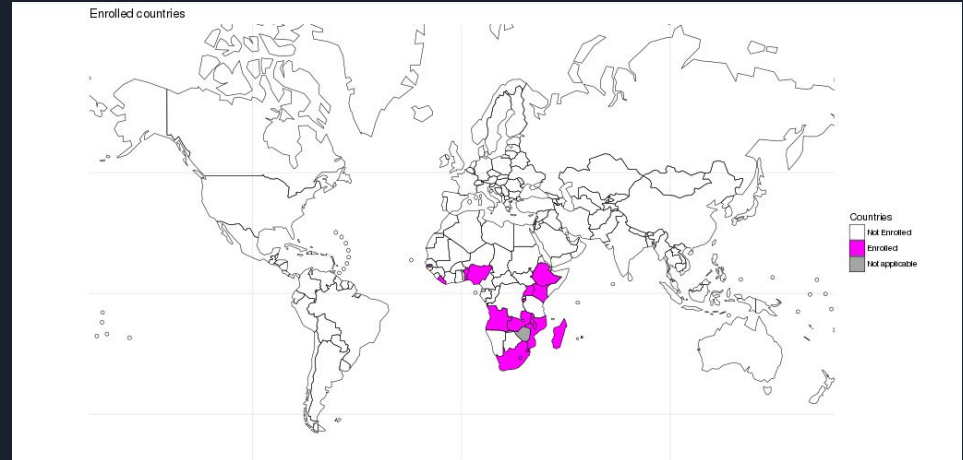 Enrolled countries
Countries
Not Enrolled
Enrolled
Not applicable